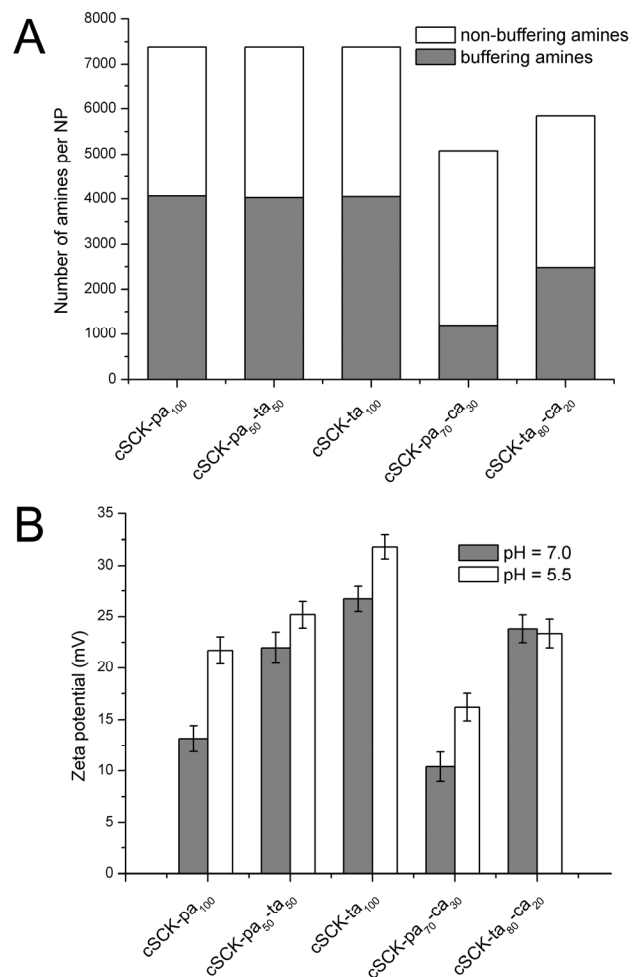 A
Number of amines per NP
8000
7000
6000
5000
4000
3000
2000
1000
0
non-buffering amines
buffering amines
cSCK-pa₁₀₀
cSCK-pa₅₀-ta₅₀
cSCK-ta₁₀₀
cSCK-pa₇₀-ca₃₀
cSCK-ta₈₀-ca₂₀
B
Zeta potential (mV)
35
30
25
20
15
10
5
0
pH = 7.0
pH = 5.5
cSCK-pa₁₀₀
cSCK-pa₅₀-ta₅₀
cSCK-ta₁₀₀
cSCK-pa₇₀-ca₃₀
cSCK-ta₈₀-ca₂₀